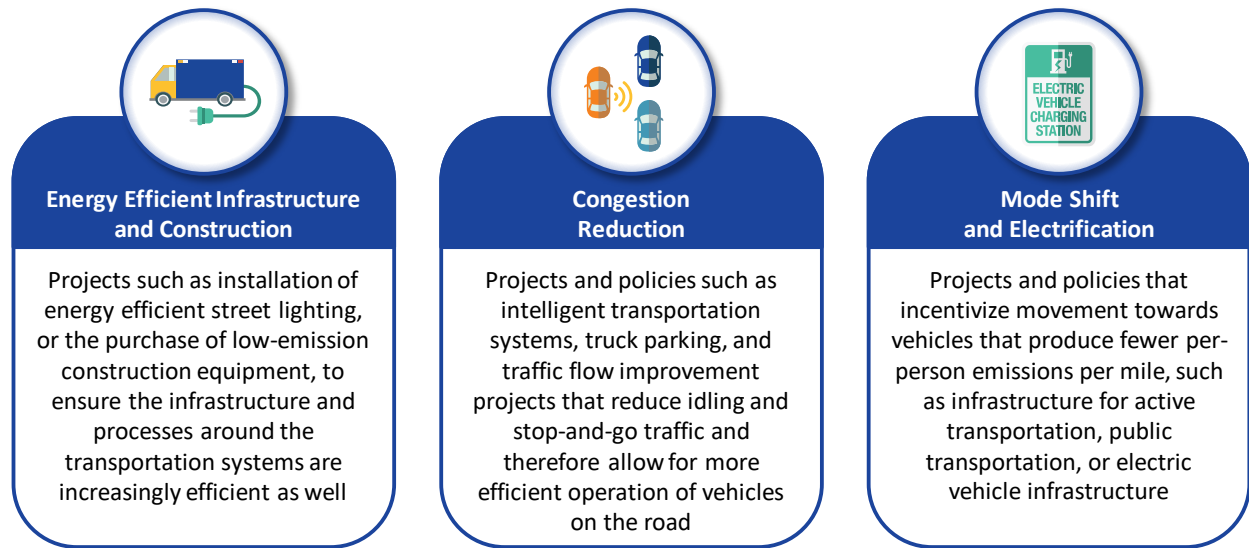 Energy Efficient Infrastructure
and Construction
Projects such as installation of
energy efficient street lighting,
or the purchase of low-emission
construction equipment, to
ensure the infrastructure and
processes around the
transportation systems are
increasingly efficient as well
Congestion
Reduction
Projects and policies such as
intelligent transportation
systems, truck parking, and
traffic flow improvement
projects that reduce idling and
stop-and-go traffic and
therefore allow for more
efficient operation of vehicles
on the road
ELECTRIC
VEHICLE
CHARGING
STATION
Mode Shift
and Electrification
Projects and policies that
incentivize movement towards
vehicles that produce fewer per-
person emissions per mile, such
as infrastructure for active
transportation, public
transportation, or electric
vehicle infrastructure